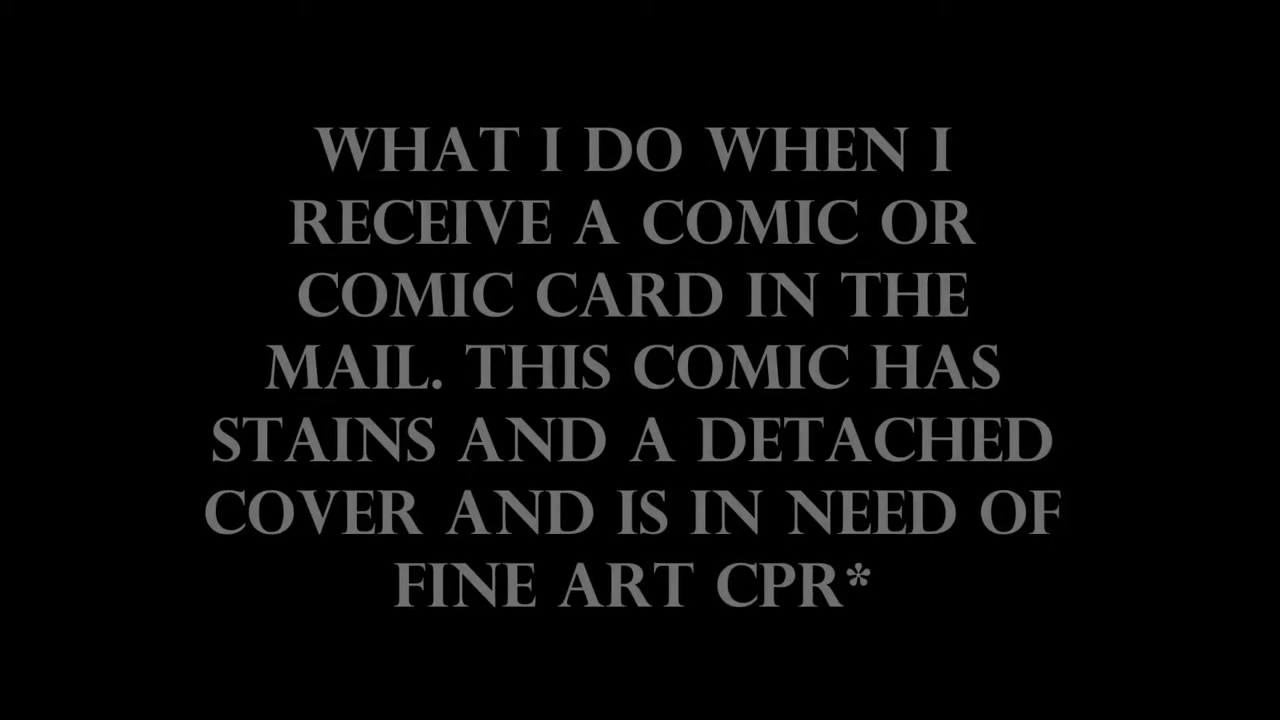 WHAT I DO WHEN I
RECEIVE A COMIC OR
COMIC CARD IN THE
MAIL. THIS COMIC HAS
STAINS AND A DETACHED
COVER AND IS IN NEED OF
FINE ART CPR*